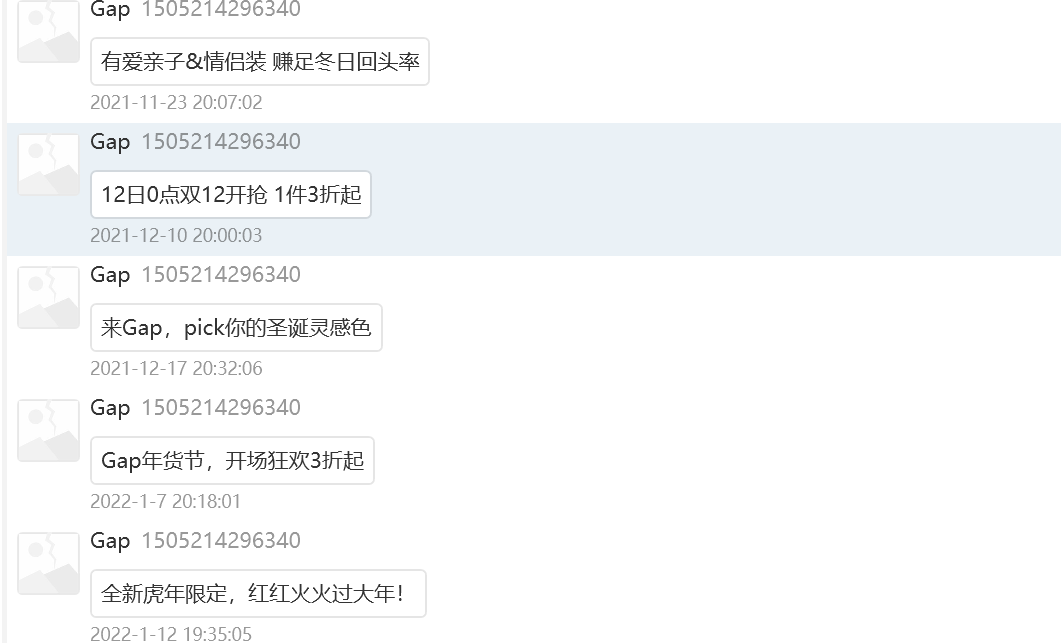 Gap 1505214296340
有爱亲子&情侣装 赚足冬日回头率
2021-11-23 20:07:02
Gap 1505214296340
12日0点双12开抢 1件3折起
2021-12-10 20:00:03
Gap 1505214296340
来Gap，pick你的圣诞灵感色
2021-12-17 20:32:06
Gap 1505214296340
Gap年货节，开场狂欢3折起
2022-1-7 20:18:01
Gap 1505214296340
全新虎年限定，红红火火过大年！
2022-1-12 19:35:05